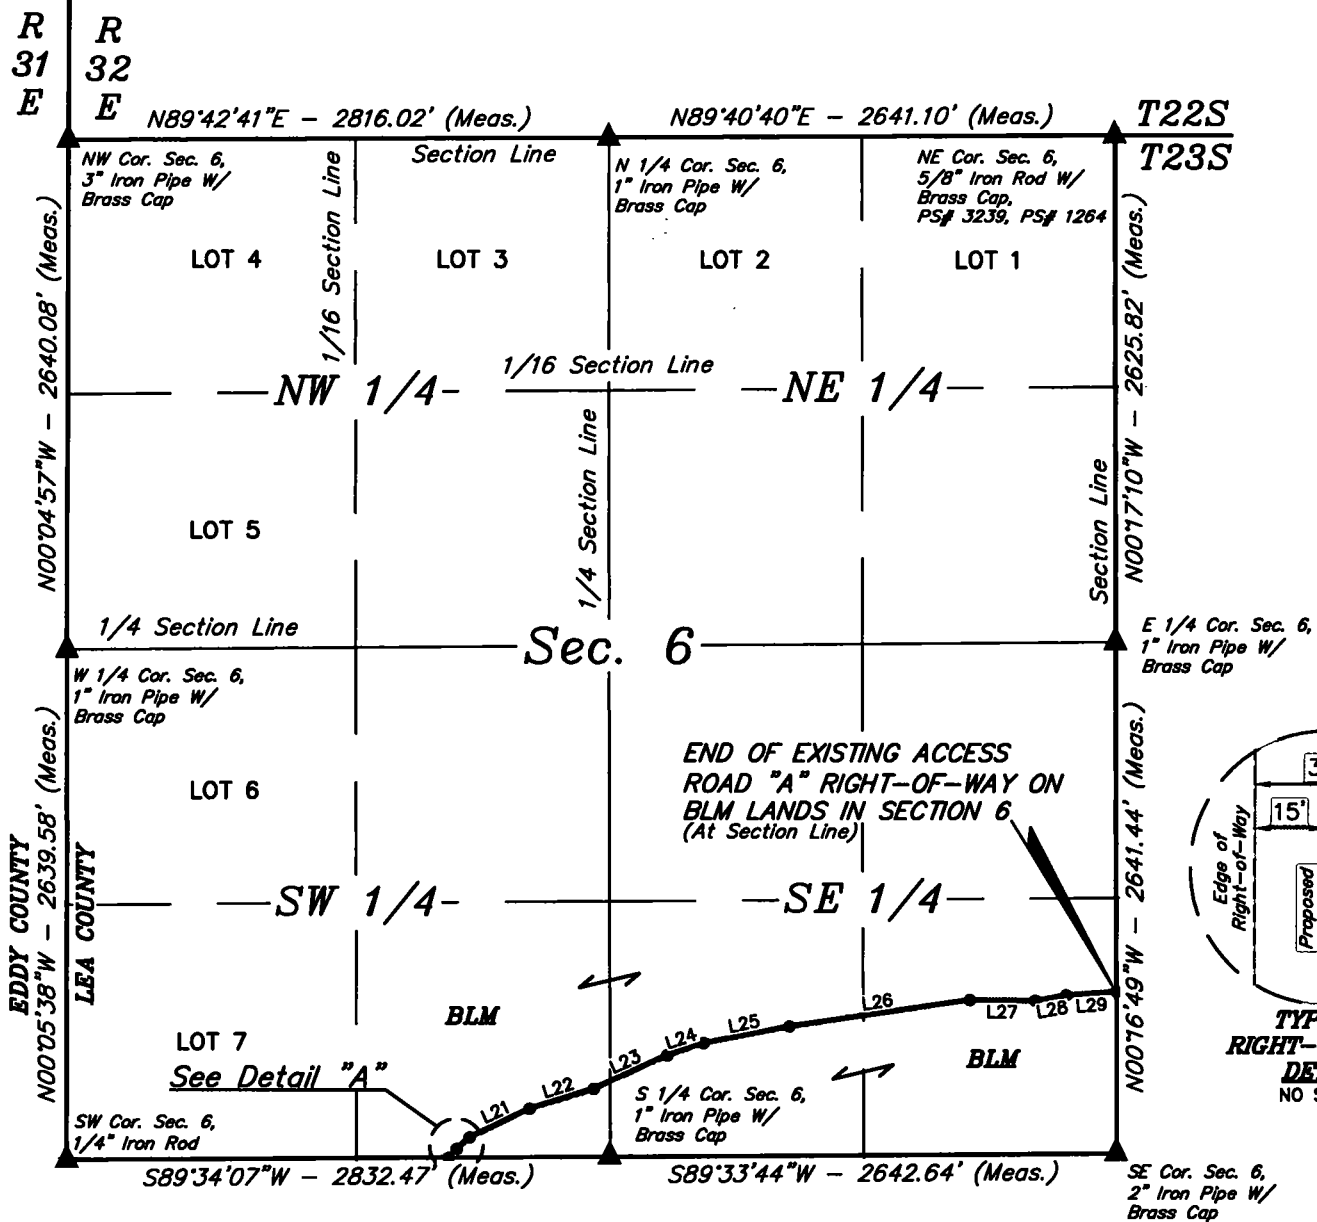 R
31
E
R
32
E
N89°42'41"E - 2816.02' (Meas.)
N89°40'40"E - 2641.10' (Meas.)
T22S
T23S
Section Line
NW Cor. Sec. 6,
3" Iron Pipe W/
Brass Cap
1/16 Section Line
N 1/4 Cor. Sec. 6,
1" Iron Pipe W/
Brass Cap
NE Cor. Sec. 6,
5/8" Iron Rod W/
Brass Cap,
PS# 3239, PS# 1264
LOT 4
LOT 3
LOT 2
LOT 1
N00°04'57"W - 2640.08' (Meas.)
N00°17'10"W - 2625.82' (Meas.)
1/16 Section Line
NW 1/4
NE 1/4
1/4 Section Line
Section Line
LOT 5
1/4 Section Line
Sec. 6
E 1/4 Cor. Sec. 6,
1" Iron Pipe W/
Brass Cap
W 1/4 Cor. Sec. 6,
1" Iron Pipe W/
Brass Cap
END OF EXISTING ACCESS
ROAD "A" RIGHT-OF-WAY ON
BLM LANDS IN SECTION 6
(At Section Line)
LOT 6
EDDY COUNTY
N00°05'38"W - 2639.58' (Meas.)
LEA COUNTY
N00°16'49"W - 2641.44' (Meas.)
SW 1/4
SE 1/4
Edge of
Right-of-Way
15'
Proposed
BLM
BLM
LOT 7
See Detail "A"
L21
L22
L23
L24
L25
L26
L27
L28
L29
RIGHT-
NO
SW Cor. Sec. 6,
1/4" Iron Rod
S 1/4 Cor. Sec. 6,
1" Iron Pipe W/
Brass Cap
S89°34'07"W - 2832.47' (Meas.)
S89°33'44"W - 2642.64' (Meas.)
SE Cor. Sec. 6,
2" Iron Pipe W/
Brass Cap